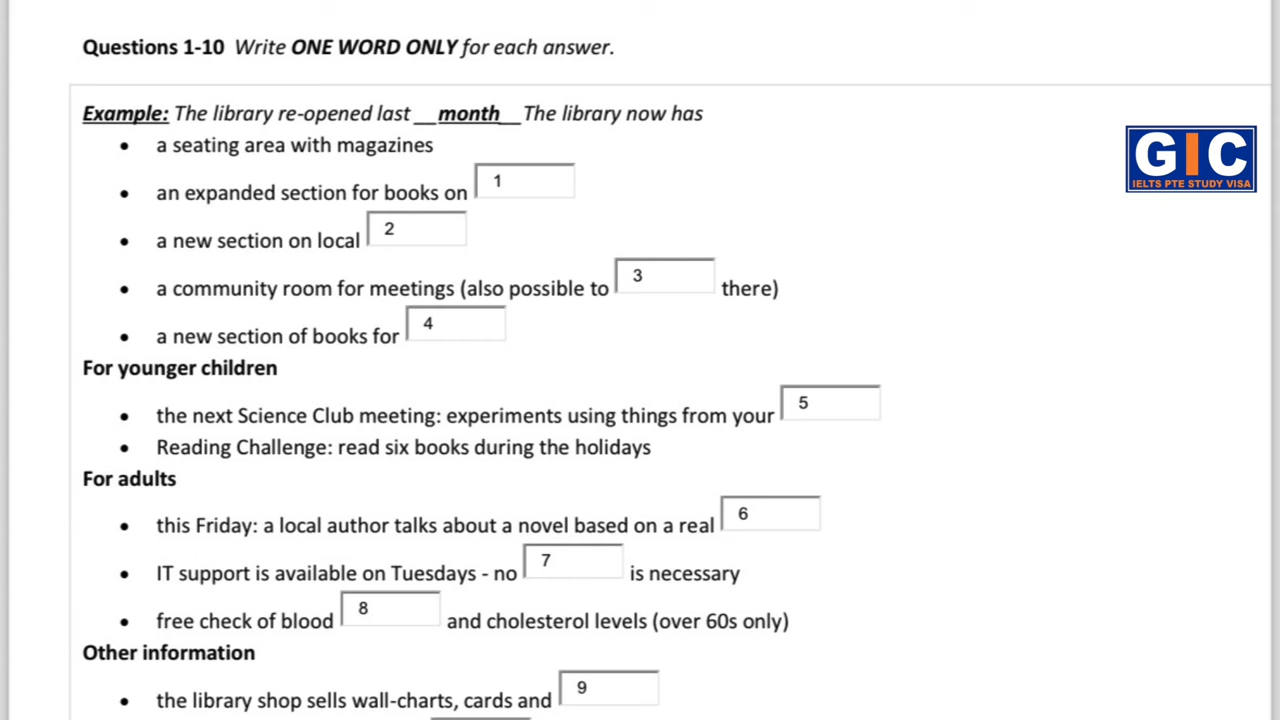 Questions 1-10 Write ONE WORD ONLY for each answer.
Example: The library re-opened last __month__ The library now has
• a seating area with magazines
• an expanded section for books on 1
• a new section on local 2
• a community room for meetings (also possible to 3 there)
• a new section of books for 4
For younger children
• the next Science Club meeting: experiments using things from your 5
• Reading Challenge: read six books during the holidays
For adults
• this Friday: a local author talks about a novel based on a real 6
• IT support is available on Tuesdays - no 7 is necessary
• free check of blood 8 and cholesterol levels (over 60s only)
Other information
• the library shop sells wall-charts, cards and 9
GIC
IELTS PTE STUDY VISA